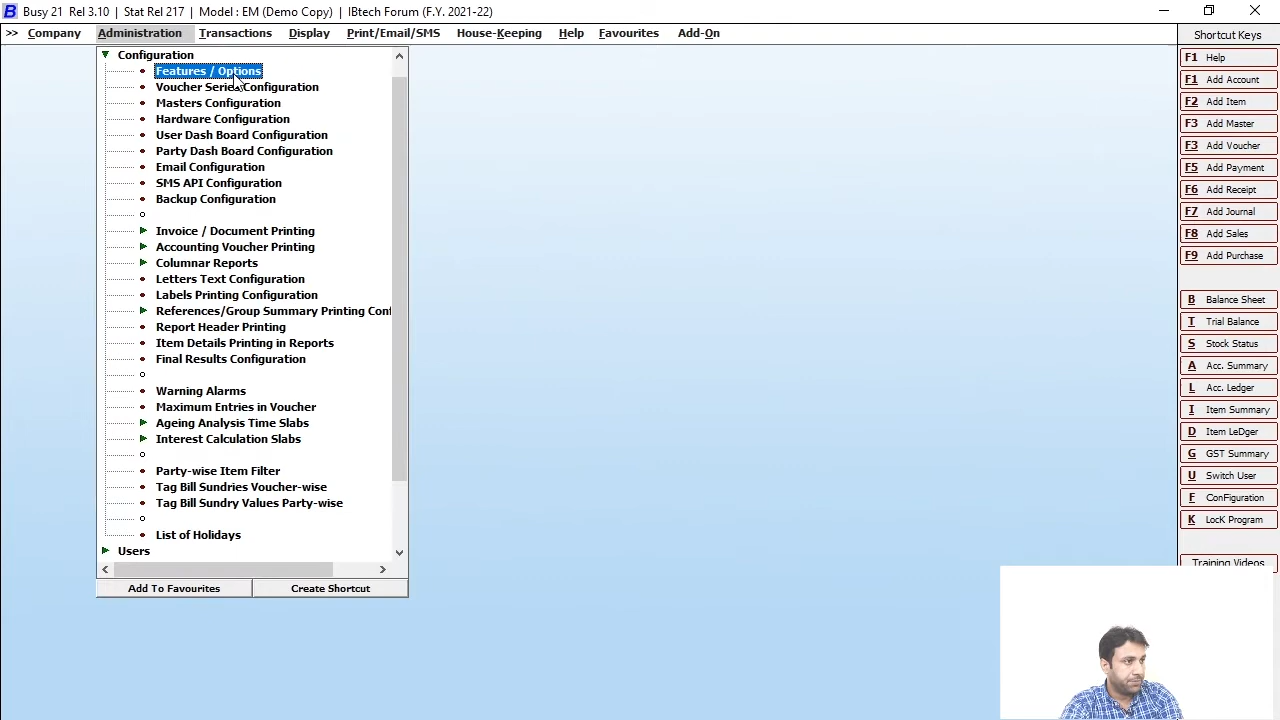 B Busy 21 Rel 3.10 | Stat Rel 217 | Model : EM (Demo Copy) | IBtech Forum (F.Y. 2021-22)
>> Company Administration Transactions Display Print/Email/SMS House-Keeping Help Favourites Add-On
Configuration
Features / Options
Voucher Series Configuration
Masters Configuration
Hardware Configuration
User Dash Board Configuration
Party Dash Board Configuration
Email Configuration
SMS API Configuration
Backup Configuration
Invoice / Document Printing
Accounting Voucher Printing
Columnar Reports
Letters Text Configuration
Labels Printing Configuration
References/Group Summary Printing Conf
Report Header Printing
Item Details Printing in Reports
Final Results Configuration
Warning Alarms
Maximum Entries in Voucher
Ageing Analysis Time Slabs
Interest Calculation Slabs
Party-wise Item Filter
Tag Bill Sundries Voucher-wise
Tag Bill Sundry Values Party-wise
List of Holidays
Users
Add To Favourites Create Shortcut
Shortcut Keys
F1 Help
F1 Add Account
F2 Add Item
F3 Add Master
F3 Add Voucher
F5 Add Payment
F6 Add Receipt
F7 Add Journal
F8 Add Sales
F9 Add Purchase
B Balance Sheet
T Trial Balance
S Stock Status
A Acc. Summary
L Acc. Ledger
I Item Summary
D Item LeDger
G GST Summary
U Switch User
F ConFiguration
K LocK Program
Training Videos